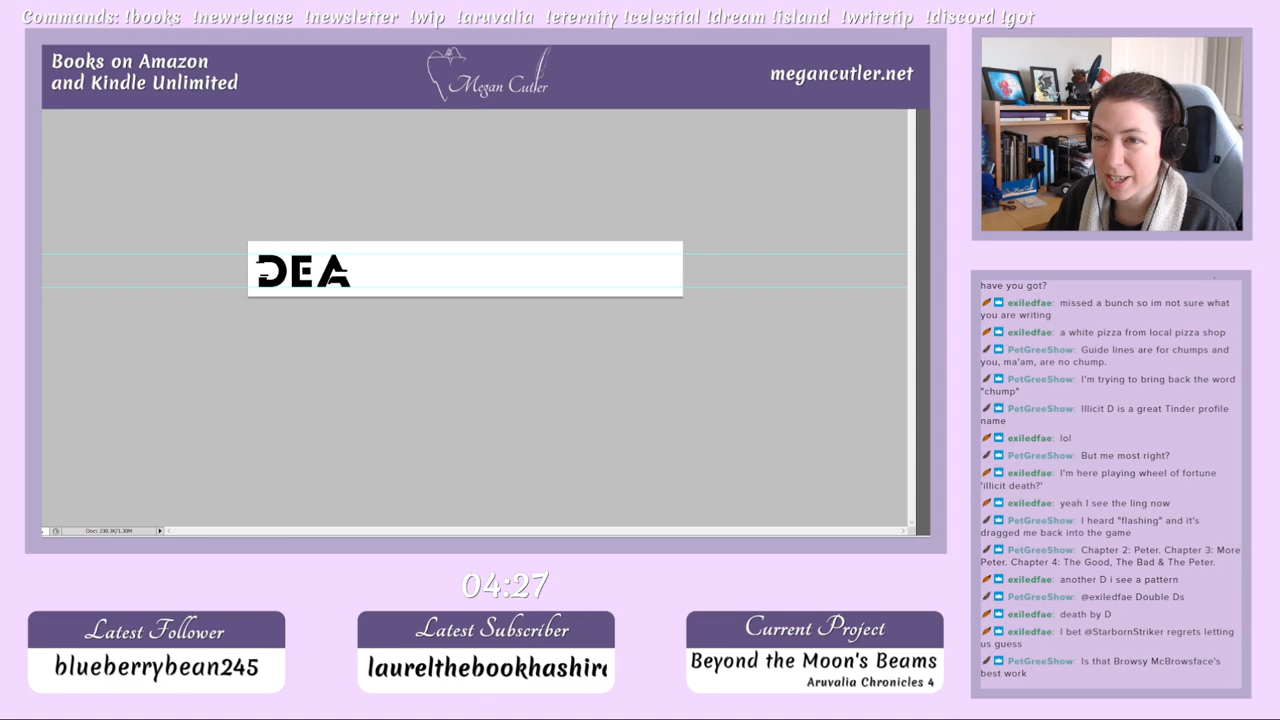 Commands: !books !newrelease !newsletter !wip !aruvalia !eternity !celestial !dream !island !writetip !discord !got
Books on Amazon
and Kindle Unlimited
Megan Cutler
megancutler.net
DEA
Doc: 230.3K/1.30M
04:27
Latest Follower
blueberrybean245
Latest Subscriber
laurelthebookhashira
Current Project
Beyond the Moon's Beams
Aruvalia Chronicles 4
have you got?
exiledfae: missed a bunch so im not sure what
you are writing
exiledfae: a white pizza from local pizza shop
PetGreeShow: Guide lines are for chumps and
you, ma'am, are no chump.
PetGreeShow: I'm trying to bring back the word
"chump"
PetGreeShow: Illicit D is a great Tinder profile
name
exiledfae: lol
PetGreeShow: But me most right?
exiledfae: I'm here playing wheel of fortune
'illicit death?'
exiledfae: yeah I see the ling now
PetGreeShow: I heard "flashing" and it's
dragged me back into the game
PetGreeShow: Chapter 2: Peter. Chapter 3: More
Peter. Chapter 4: The Good, The Bad & The Peter.
exiledfae: another D i see a pattern
PetGreeShow: @exiledfae Double Ds
exiledfae: death by D
exiledfae: I bet @StarbornStriker regrets letting
us guess
PetGreeShow: Is that Browsy McBrowsface's
best work